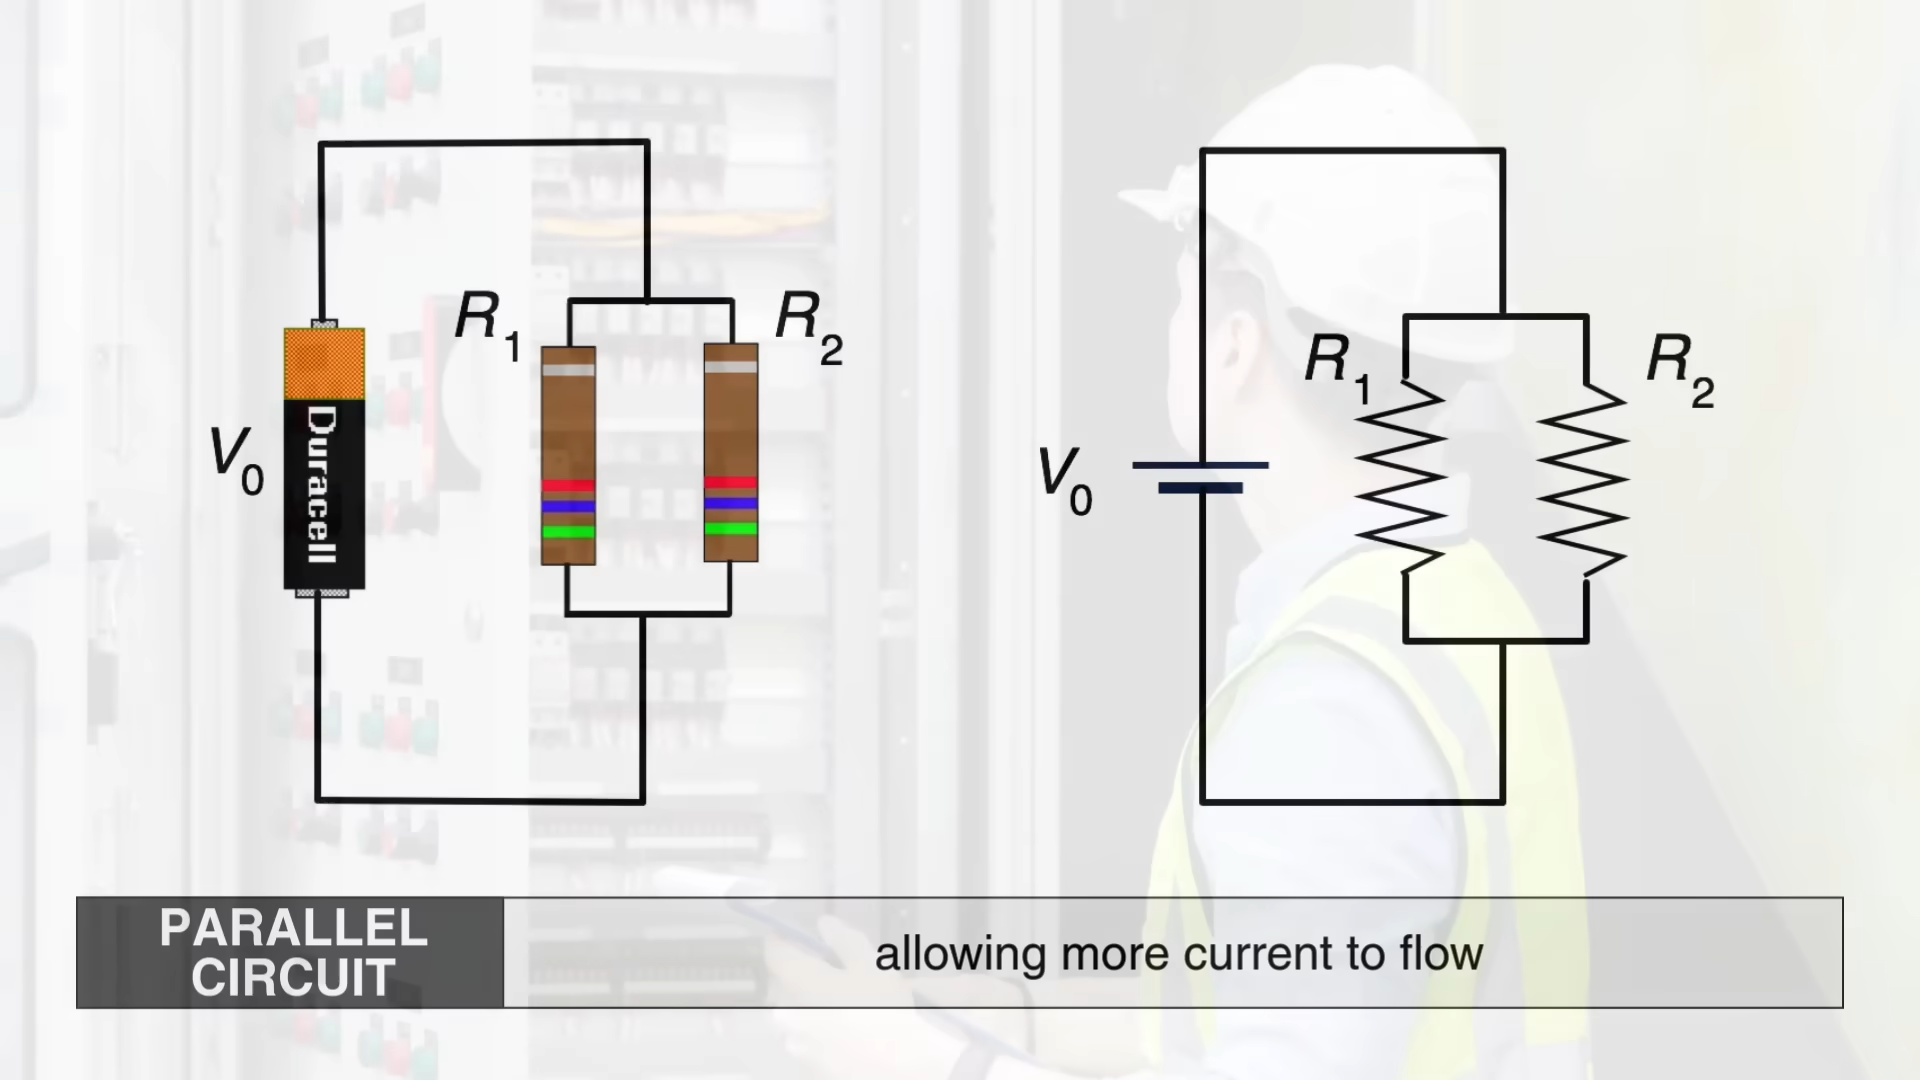 R1
R2
V0
Duracell
R1
R2
V0
PARALLEL
CIRCUIT
allowing more current to flow